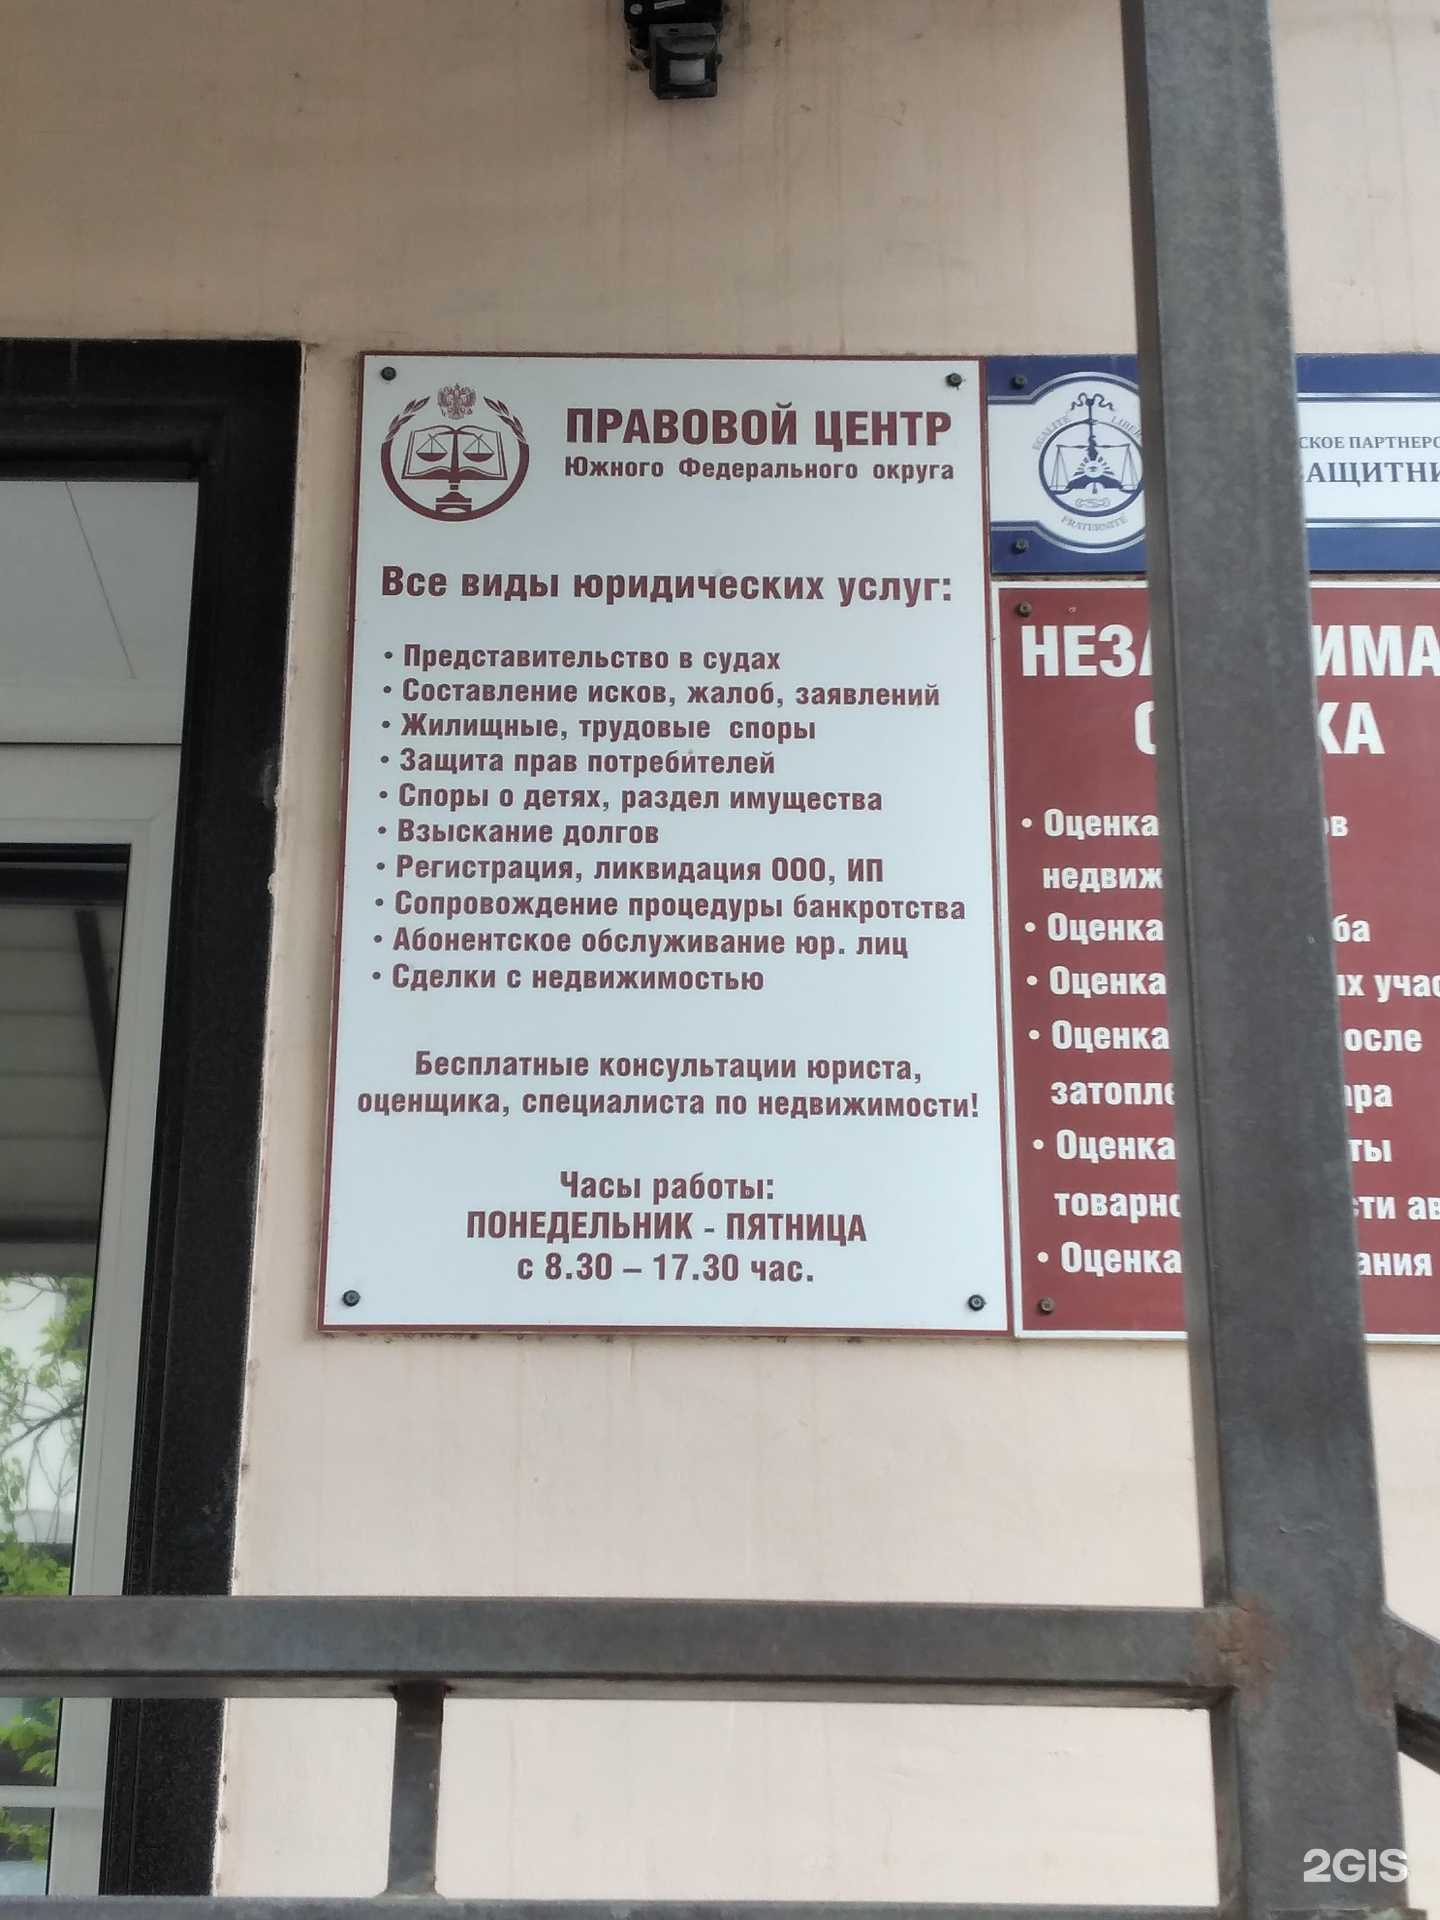 ПРАВОВОЙ ЦЕНТР
Южного Федерального округа
Все виды юридических услуг:
• Представительство в судах
• Составление исков, жалоб, заявлений
• Жилищные, трудовые споры
• Защита прав потребителей
• Споры о детях, раздел имущества
• Взыскание долгов
• Регистрация, ликвидация ООО, ИП
• Сопровождение процедуры банкротства
• Абонентское обслуживание юр. лиц
• Сделки с недвижимостью
Бесплатные консультации юриста,
оценщика, специалиста по недвижимости!
Часы работы:
ПОНЕДЕЛЬНИК - ПЯТНИЦА
с 8.30 – 17.30 час.
EGALITÉ
FRATERNITÉ
• Оценка
• Оценка
• Оценка
• Оценка
• Оценка
• Оценка
2GIS